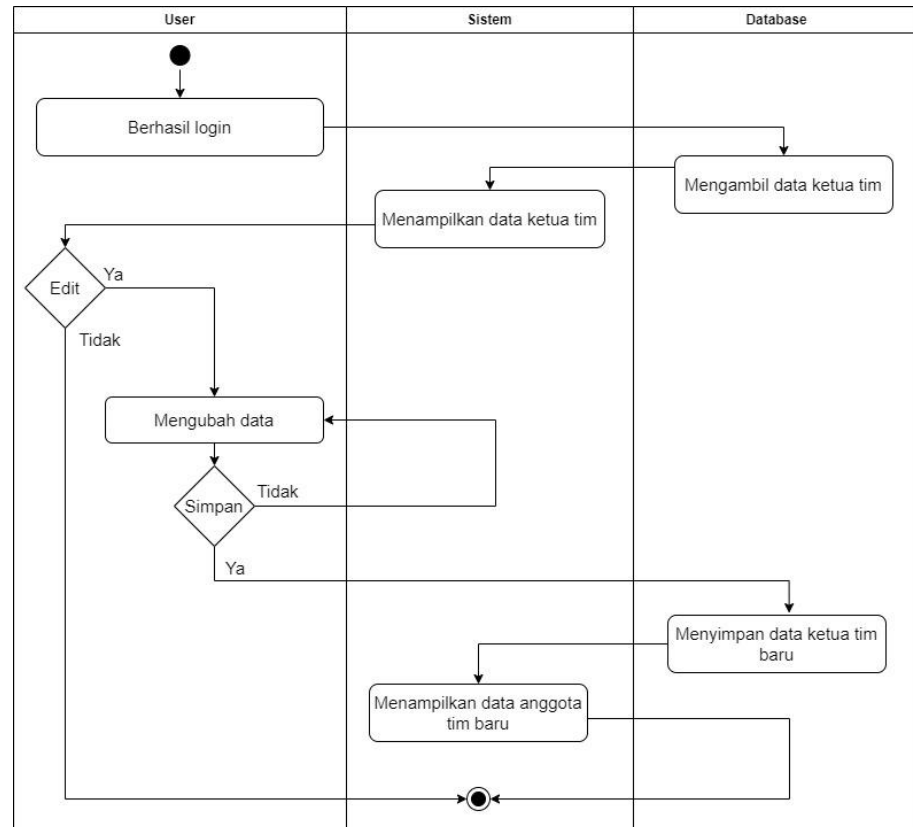 User
Sistem
Database
Berhasil login
Mengambil data ketua tim
Menampilkan data ketua tim
Edit
Ya
Tidak
Mengubah data
Simpan
Tidak
Ya
Menyimpan data ketua tim
baru
Menampilkan data anggota
tim baru